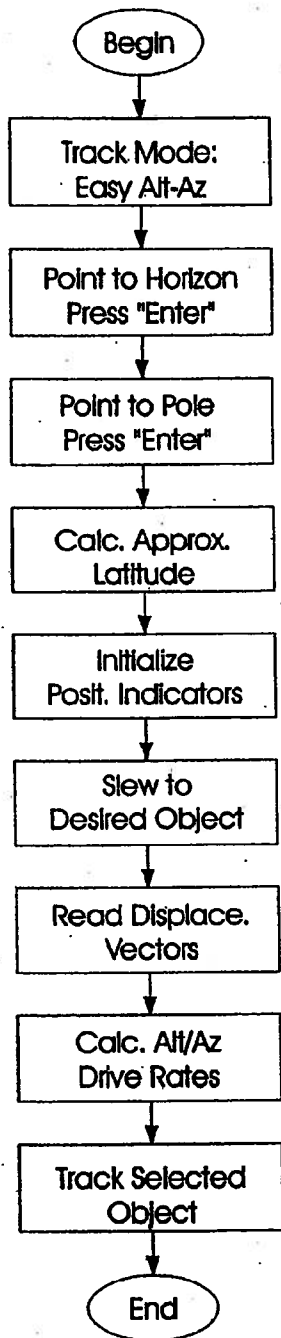 Begin
Track Mode:
Easy Alt-Az
Point to Horizon
Press "Enter"
Point to Pole
Press "Enter"
Calc. Approx.
Latitude
Initialize
Posit. Indicators
Slew to
Desired Object
Read Displace.
Vectors
Calc. Alt/Az
Drive Rates
Track Selected
Object
End